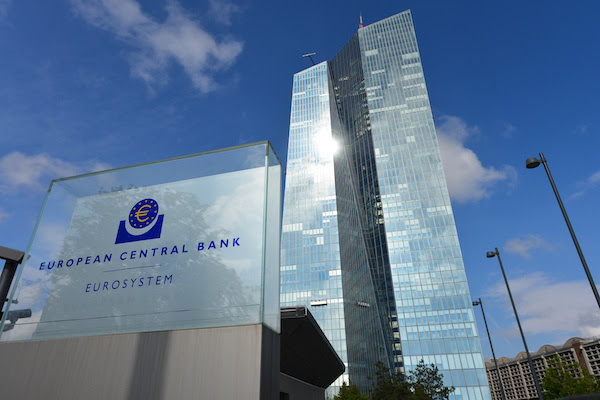 €
EUROPEAN CENTRAL BANK
EUROSYSTEM